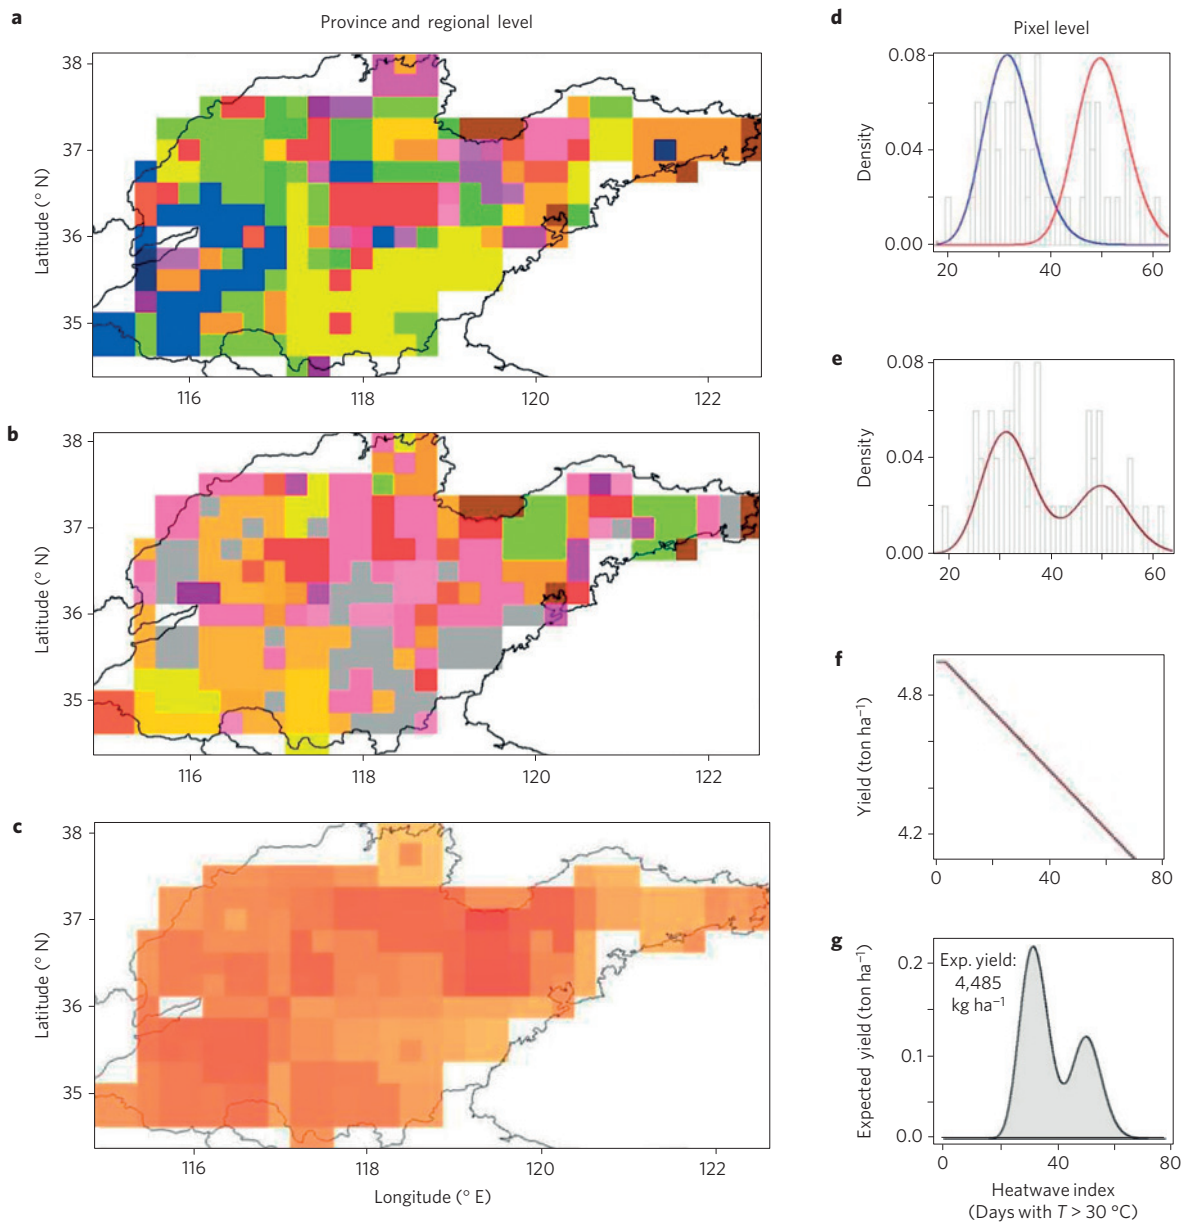 a
Province and regional level
38
37
36
35
Latitude (° N)
116
118
120
122
b
38
37
36
35
Latitude (° N)
116
118
120
122
c
38
37
36
35
Latitude (° N)
116
118
120
122
Longitude (° E)
d
Pixel level
0.08
0.04
0.00
Density
20
40
60
e
0.08
0.04
0.00
Density
20
40
60
f
4.8
4.2
Yield (ton ha⁻¹)
0
40
80
g
Exp. yield:
4,485
kg ha⁻¹
0.2
0.1
0.0
Expected yield (ton ha⁻¹)
0
40
80
Heatwave index
(Days with T > 30 °C)